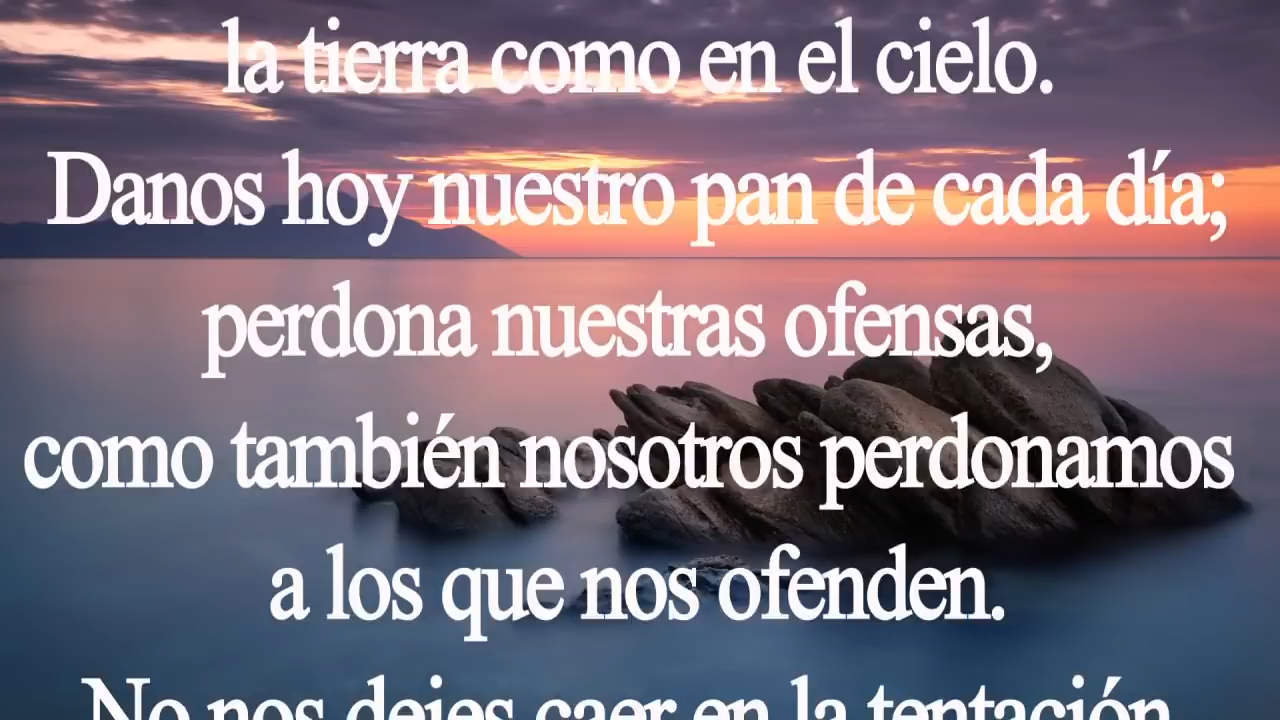 la tierra como en el cielo.
Danos hoy nuestro pan de cada día;
perdona nuestras ofensas,
como también nosotros perdonamos
a los que nos ofenden.
No nos dejes caer en la tentación